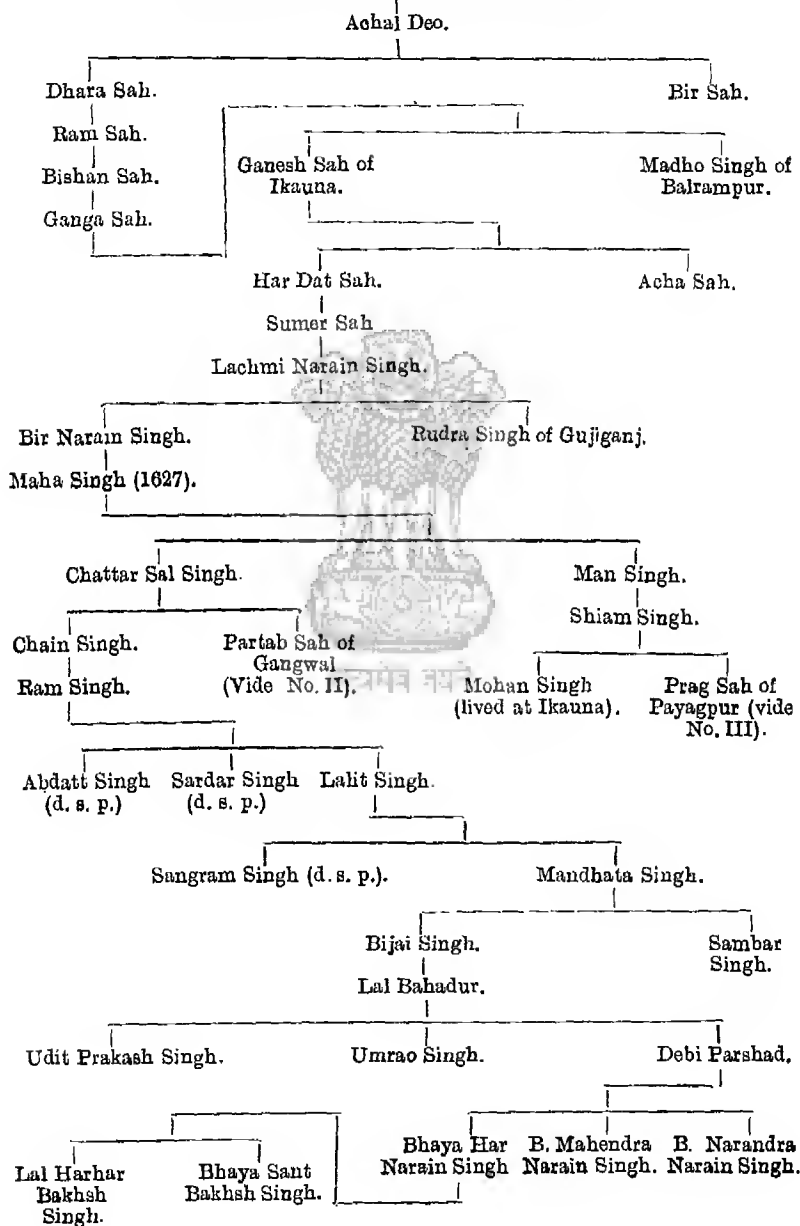 Achal Deo.
Dhara Sah.
Bir Sah.
Ram Sah.
Bishan Sah.
Ganga Sah.
Ganesh Sah of
Ikauna.
Madho Singh of
Balrampur.
Har Dat Sah.
Acha Sah.
Sumer Sah
Lachmi Narain Singh.
Bir Narain Singh.
Rudra Singh of Gujiganj.
Maha Singh (1627).
Chattar Sal Singh.
Man Singh.
Shiam Singh.
Chain Singh.
Partab Sah of
Gangwal
(Vide No. II).
Ram Singh.
Mohan Singh
(lived at Ikauna).
Prag Sah of
Payagpur (vide
No. III).
Abdatt Singh
(d. s. p.)
Sardar Singh
(d. s. p.)
Lalit Singh.
Sangram Singh (d. s. p.).
Mandhata Singh.
Bijai Singh.
Sambar
Singh.
Lal Bahadur.
Udit Prakash Singh.
Umrao Singh.
Debi Parshad.
Bhaya Har
Narain Singh
B. Mahendra
Narain Singh.
B. Narandra
Narain Singh.
Lal Harhar
Bakhsh
Singh.
Bhaya Sant
Bakhsh Singh.